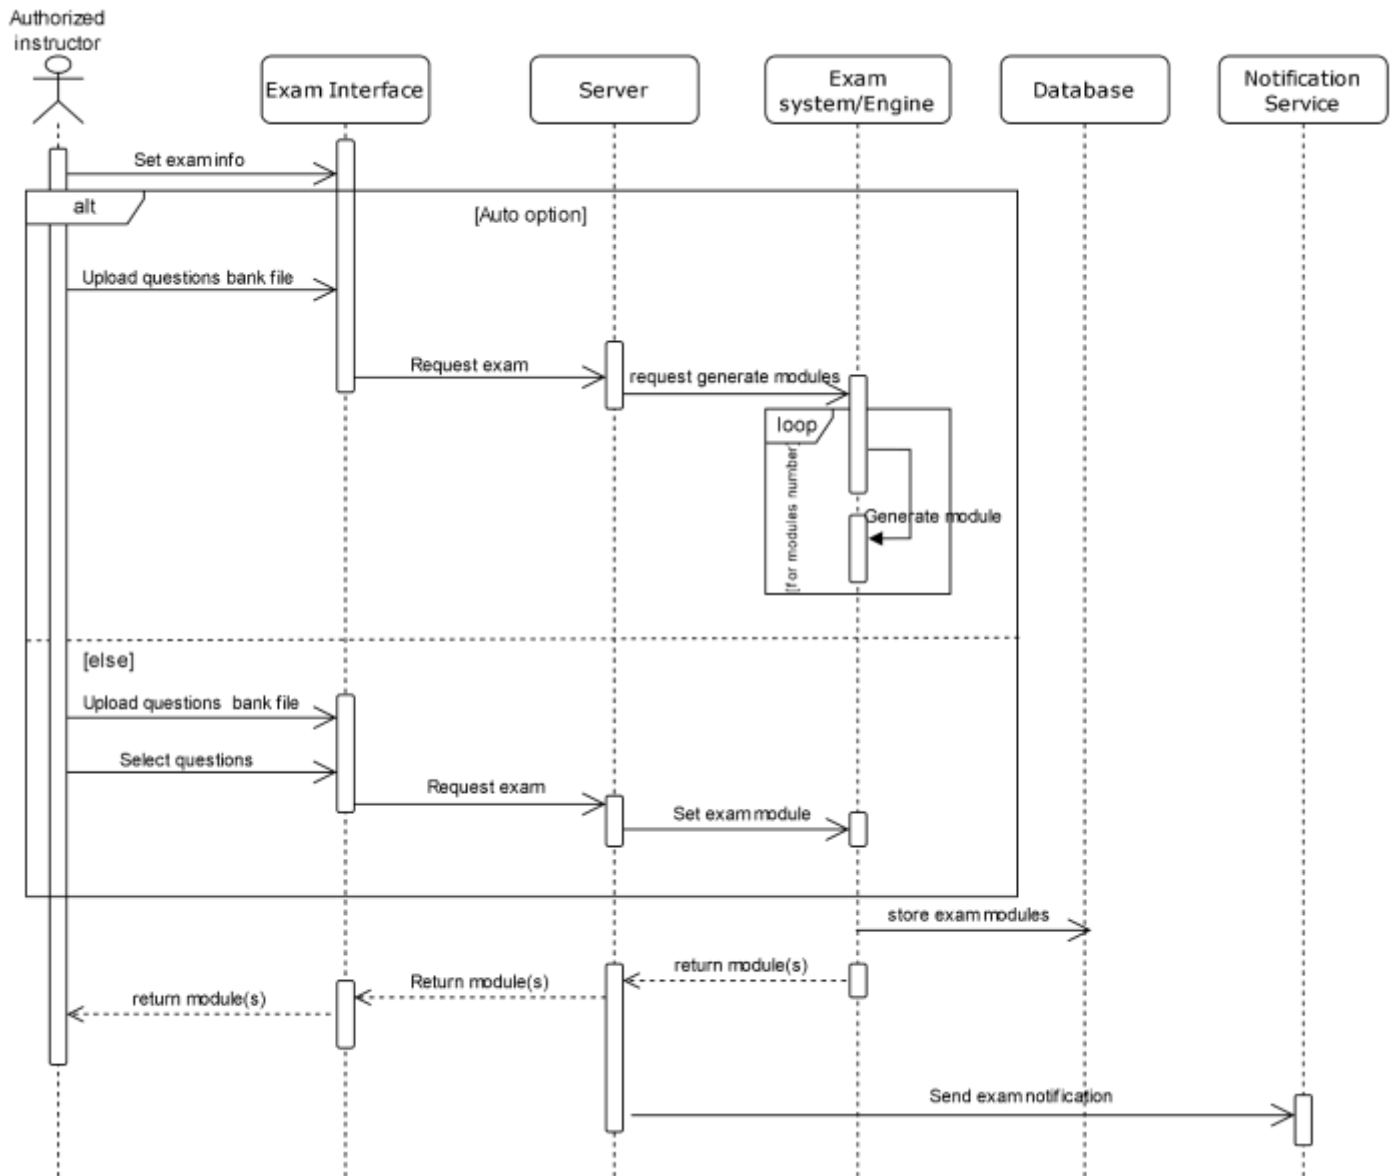 Authorized
instructor
Exam Interface
Server
Exam
system/Engine
Database
Notification
Service
Set exam info
alt
[Auto option]
Upload questions bank file
Request exam
request generate modules
loop
[for modules number]
Generate module
[else]
Upload questions bank file
Select questions
Request exam
Set exam module
store exam modules
return module(s)
Return module(s)
return module(s)
Send exam notification